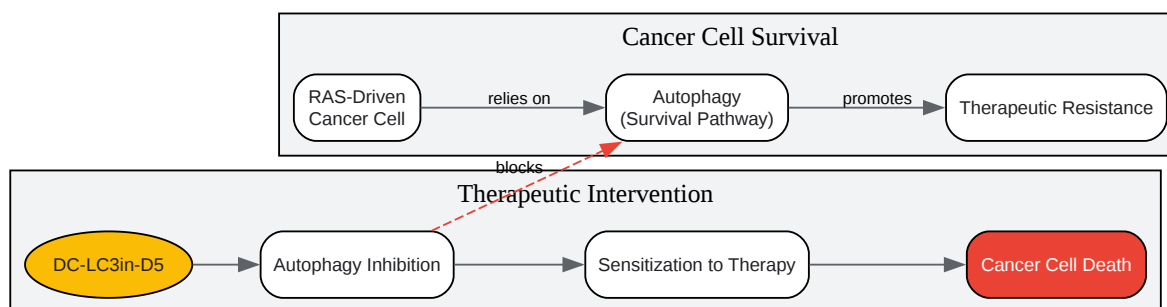 Cancer Cell Survival
RAS-Driven
Cancer Cell
relies on
Autophagy
(Survival Pathway)
promotes
Therapeutic Resistance
blocks
Therapeutic Intervention
DC-LC3in-D5
Autophagy Inhibition
Sensitization to Therapy
Cancer Cell Death